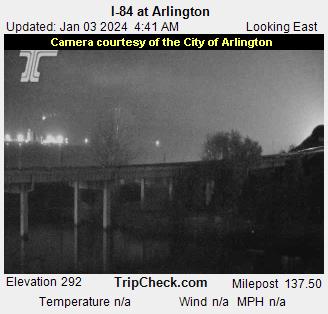 I-84 at Arlington
Updated: Jan 03 2024 4:41 AM Looking East
Camera courtesy of the City of Arlington
Elevation 292 TripCheck.com Milepost 137.50
Temperature n/a Wind n/a MPH n/a